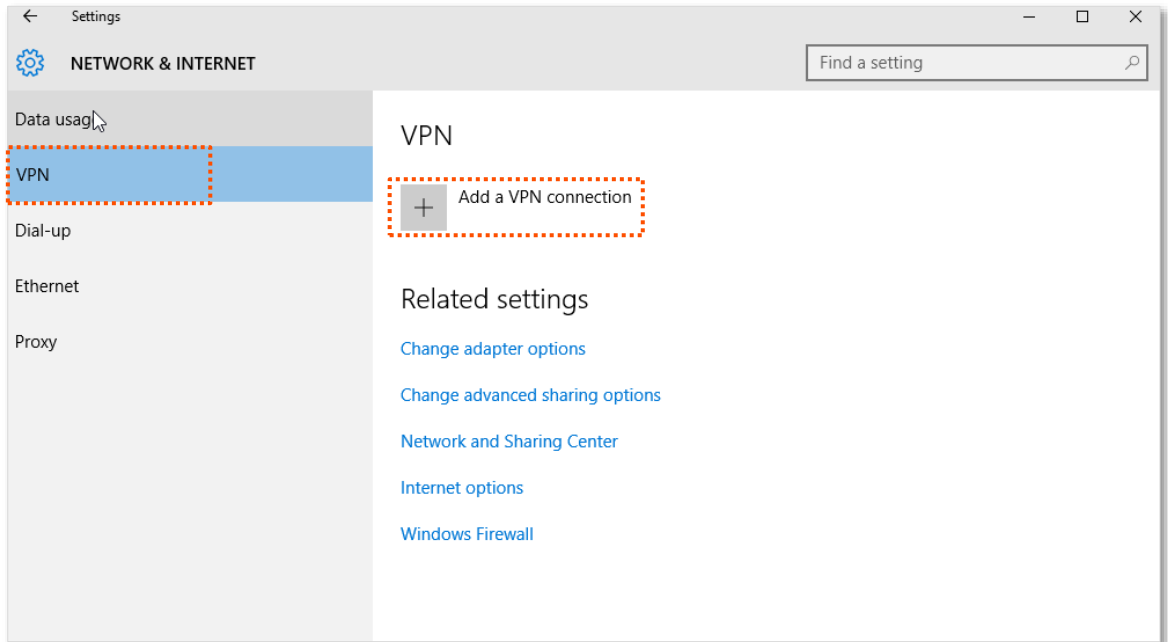 Settings
NETWORK & INTERNET
Find a setting
Data usage
VPN
Dial-up
Ethernet
Proxy
VPN
Add a VPN connection
Related settings
Change adapter options
Change advanced sharing options
Network and Sharing Center
Internet options
Windows Firewall